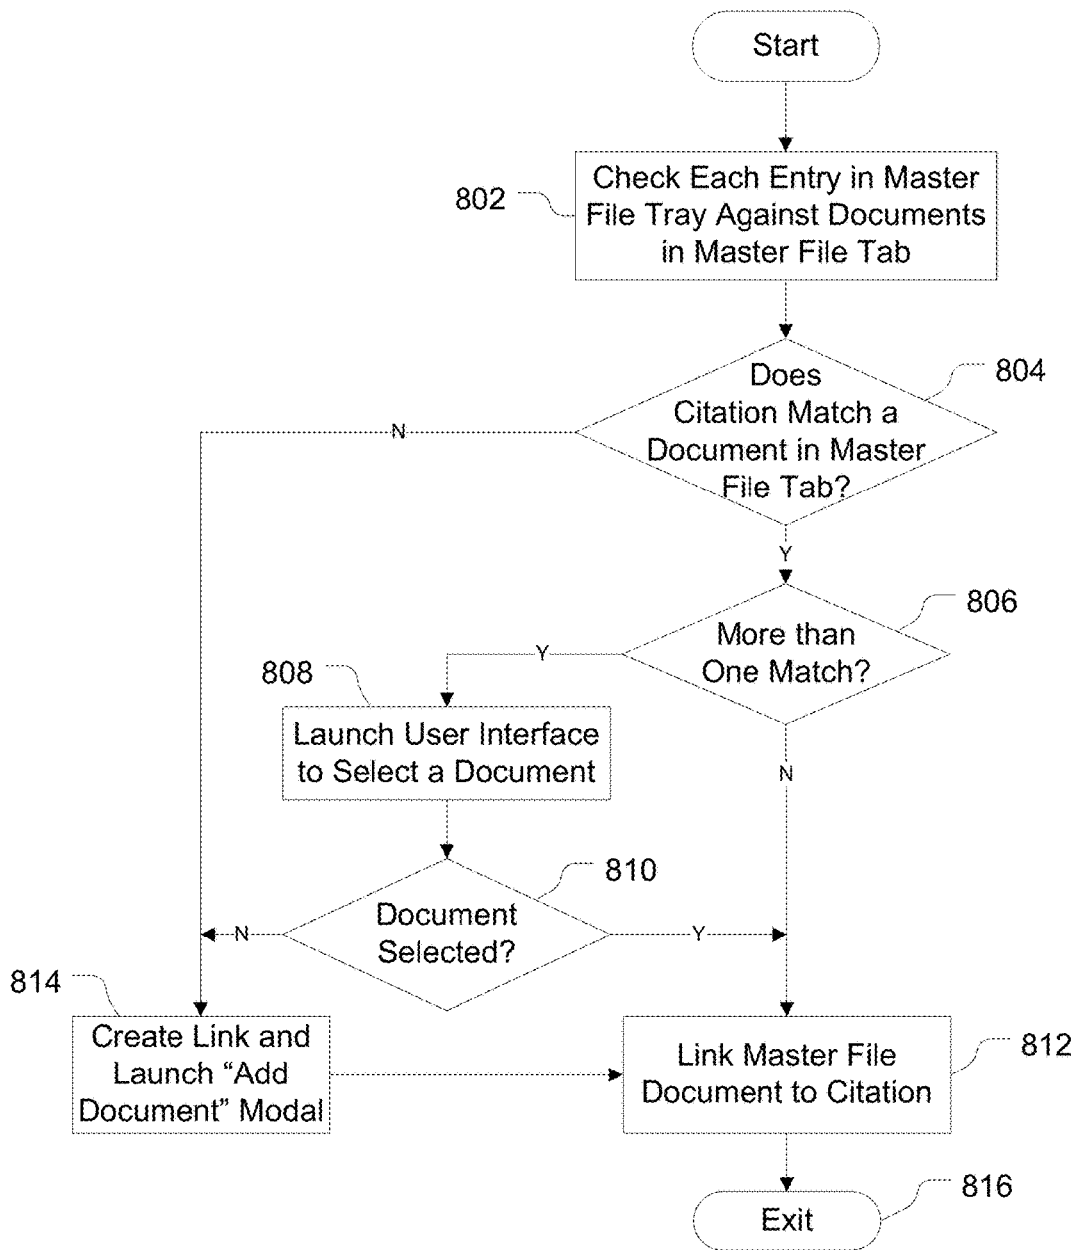 Start
802
Check Each Entry in Master
File Tray Against Documents
in Master File Tab
804
Does
Citation Match a
Document in Master
File Tab?
N
Y
806
More than
One Match?
Y
N
808
Launch User Interface
to Select a Document
810
Document
Selected?
N
Y
814
Create Link and
Launch “Add
Document” Modal
812
Link Master File
Document to Citation
816
Exit